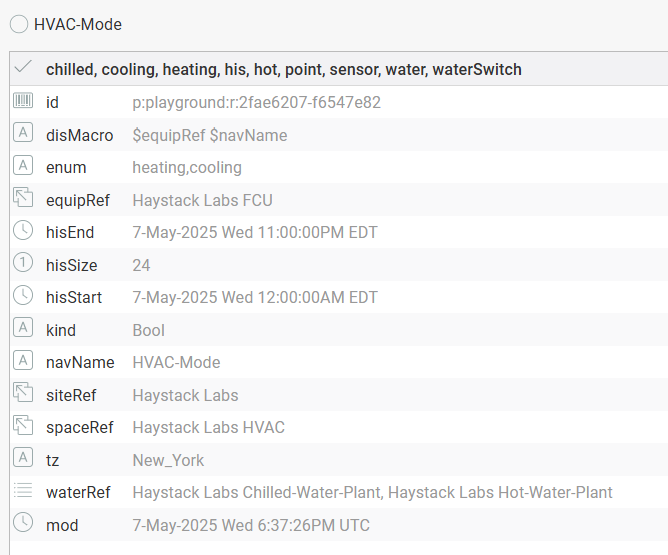 HVAC-Mode
chilled, cooling, heating, his, hot, point, sensor, water, waterSwitch
id p:playground:r:2fae6207-f6547e82
A disMacro $equipRef $navName
A enum heating,cooling
equipRef Haystack Labs FCU
hisEnd 7-May-2025 Wed 11:00:00PM EDT
1 hisSize 24
hisStart 7-May-2025 Wed 12:00:00AM EDT
A kind Bool
A navName HVAC-Mode
siteRef Haystack Labs
spaceRef Haystack Labs HVAC
A tz New_York
waterRef Haystack Labs Chilled-Water-Plant, Haystack Labs Hot-Water-Plant
mod 7-May-2025 Wed 6:37:26PM UTC